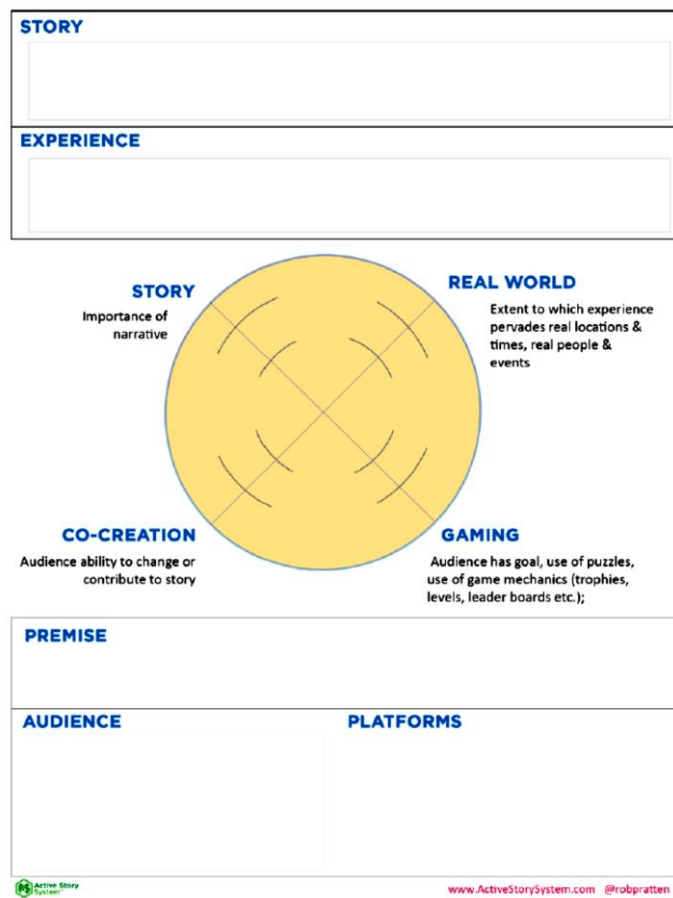 STORY
EXPERIENCE
STORY
Importance of
narrative
REAL WORLD
Extent to which experience
pervades real locations &
times, real people &
events
CO-CREATION
Audience ability to change or
contribute to story
GAMING
Audience has goal, use of puzzles,
use of game mechanics (trophies,
levels, leader boards etc.);
PREMISE
AUDIENCE
PLATFORMS
Active Story
System
www.ActiveStorySystem.com @robpratten